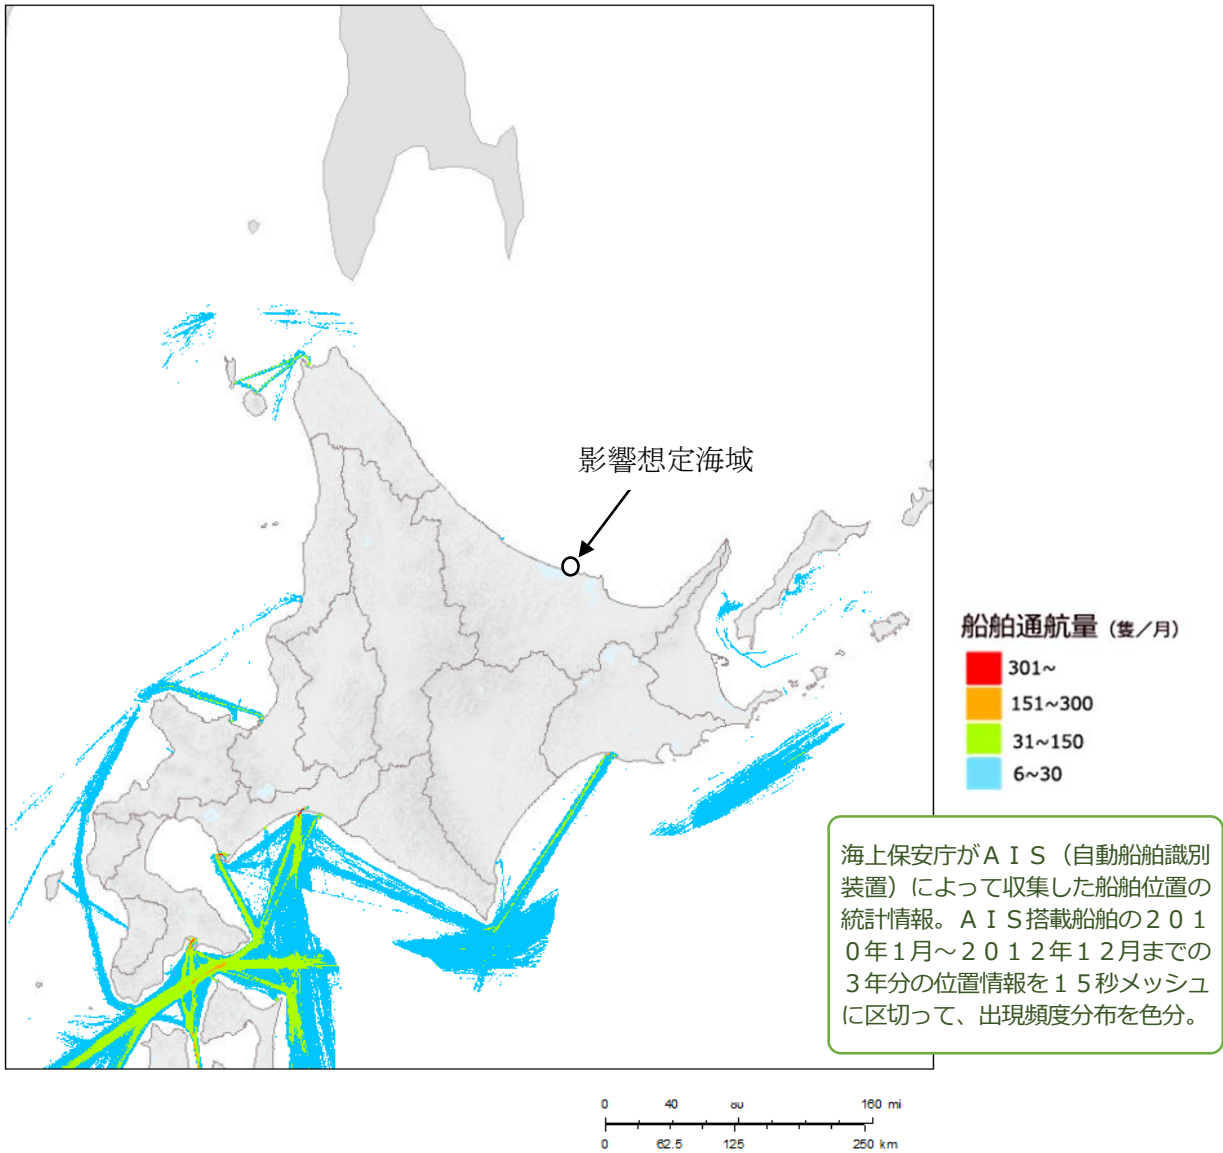 影響想定海域
船舶通航量 (隻/月)
301~
151~300
31~150
6~30
海上保安庁がAIS(自動船舶識別
装置)によって収集した船舶位置の
統計情報。AIS搭載船舶の201
0年1月~2012年12月までの
3年分の位置情報を15秒メッシュ
に区切って、出現頻度分布を色分。
0 40 80 160 mi
0 62.5 125 250 km